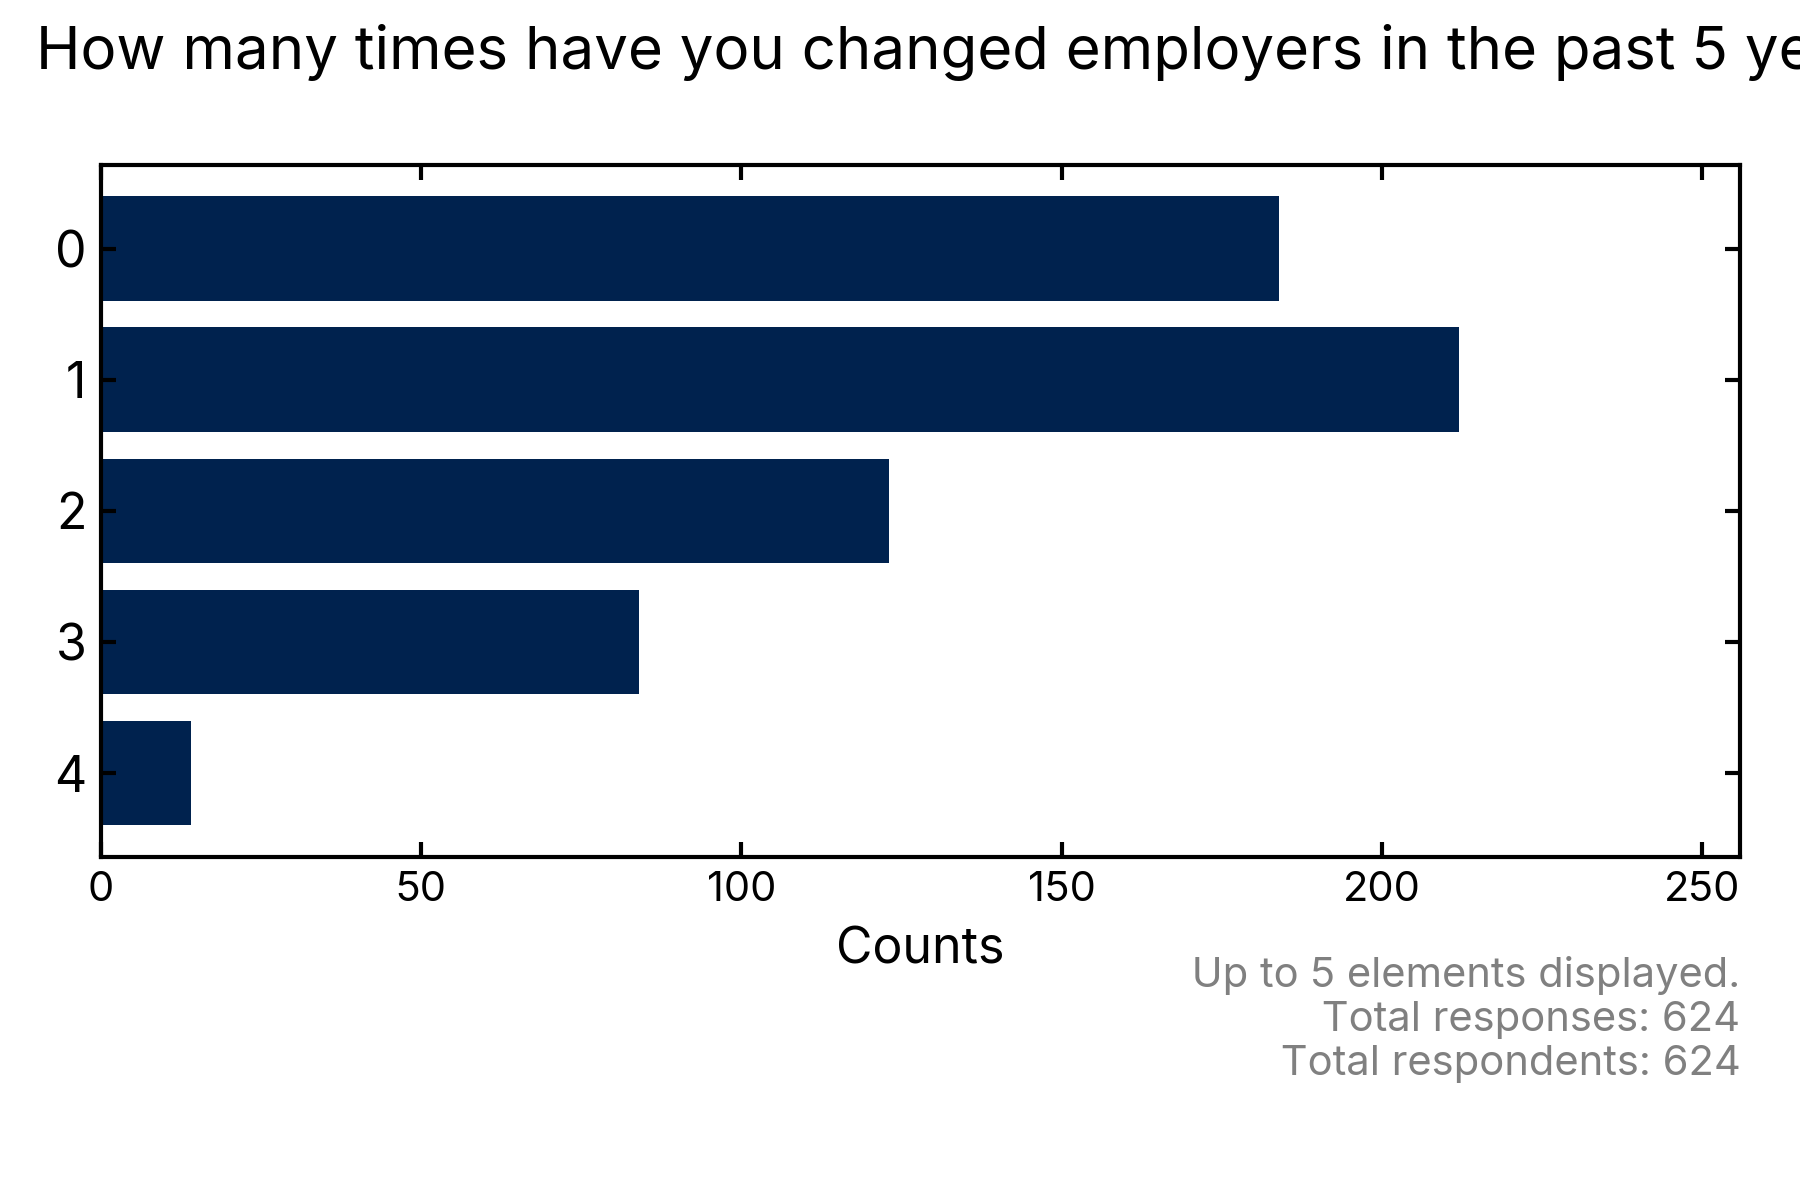 How many times have you changed employers in the past 5 ye
0
1
2
3
4
0 50 100 150 200 250
Counts
Up to 5 elements displayed.
Total responses: 624
Total respondents: 624